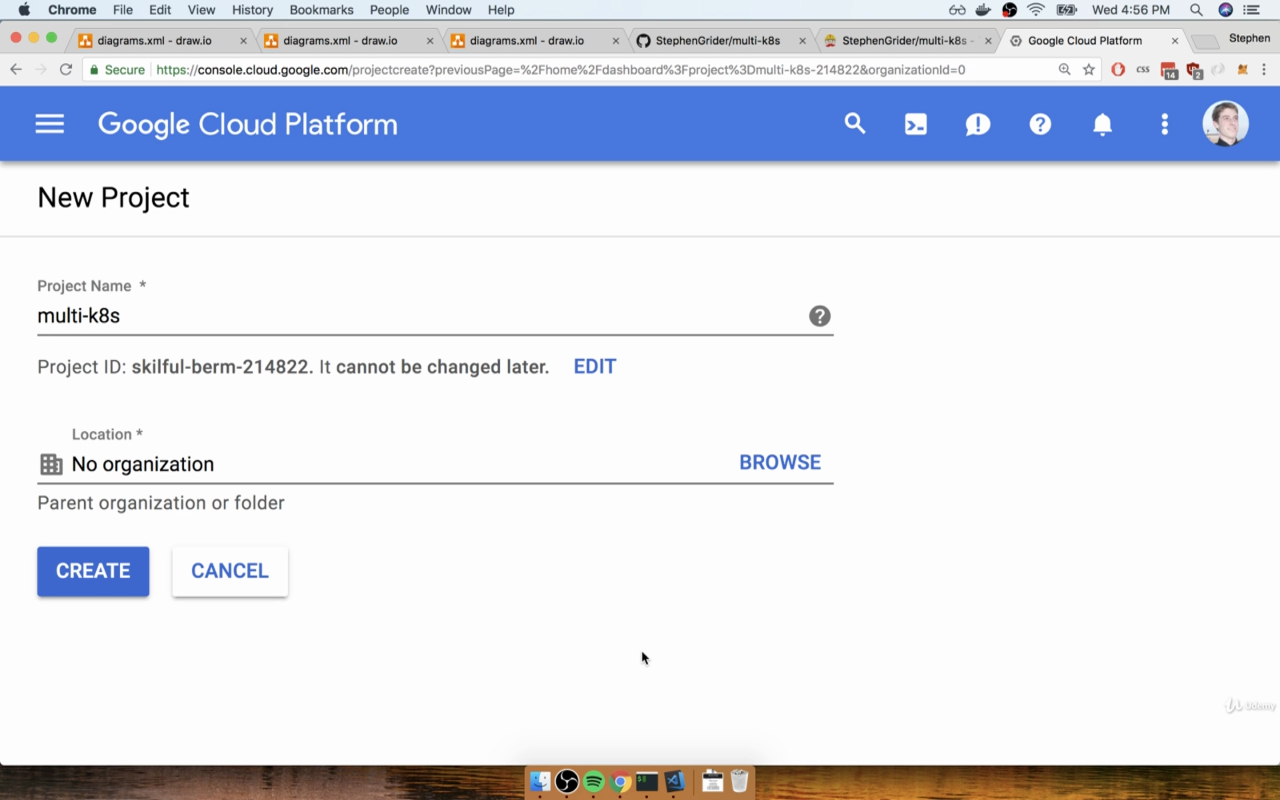 Chrome File Edit View History Bookmarks People Window Help Wed 4:56 PM
diagrams.xml - draw.io diagrams.xml - draw.io diagrams.xml - draw.io StephenGrider/multi-k8s StephenGrider/multi-k8s - Google Cloud Platform Stephen
Secure https://console.cloud.google.com/projectcreate?previousPage=%2Fhome%2Fdashboard%3Fproject%3Dmulti-k8s-214822&organizationId=0 CSS 14 2
Google Cloud Platform
New Project
Project Name *
multi-k8s
Project ID: skilful-berm-214822. It cannot be changed later. EDIT
Location *
No organization BROWSE
Parent organization or folder
CREATE CANCEL
Udemy